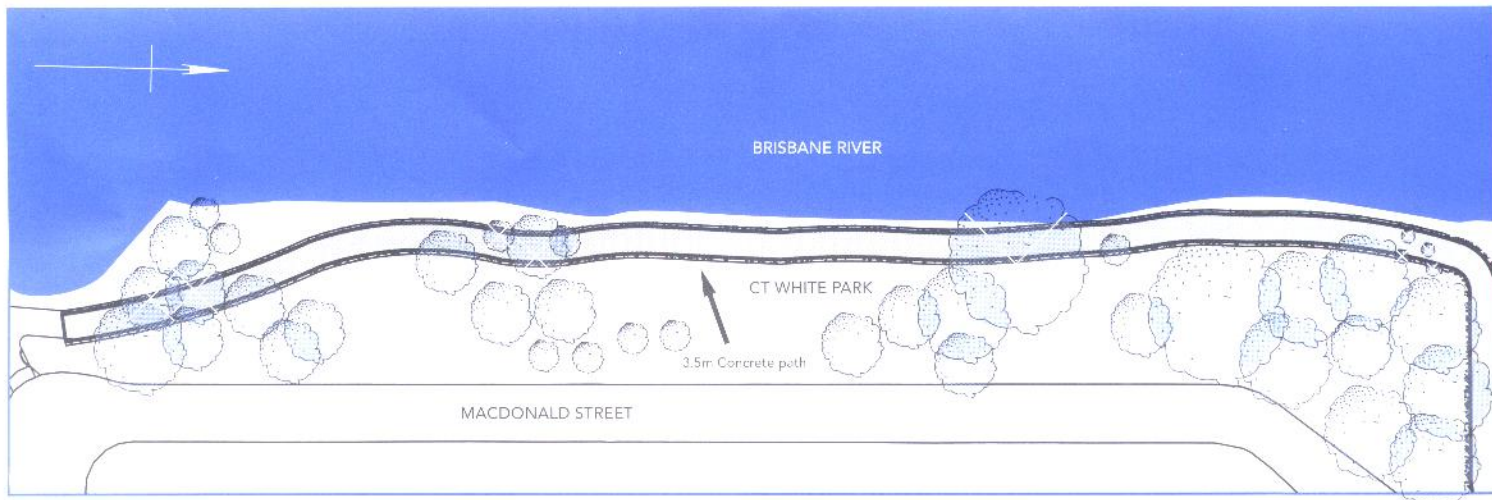 BRISBANE RIVER
CT WHITE PARK
3.5m Concrete path
MACDONALD STREET